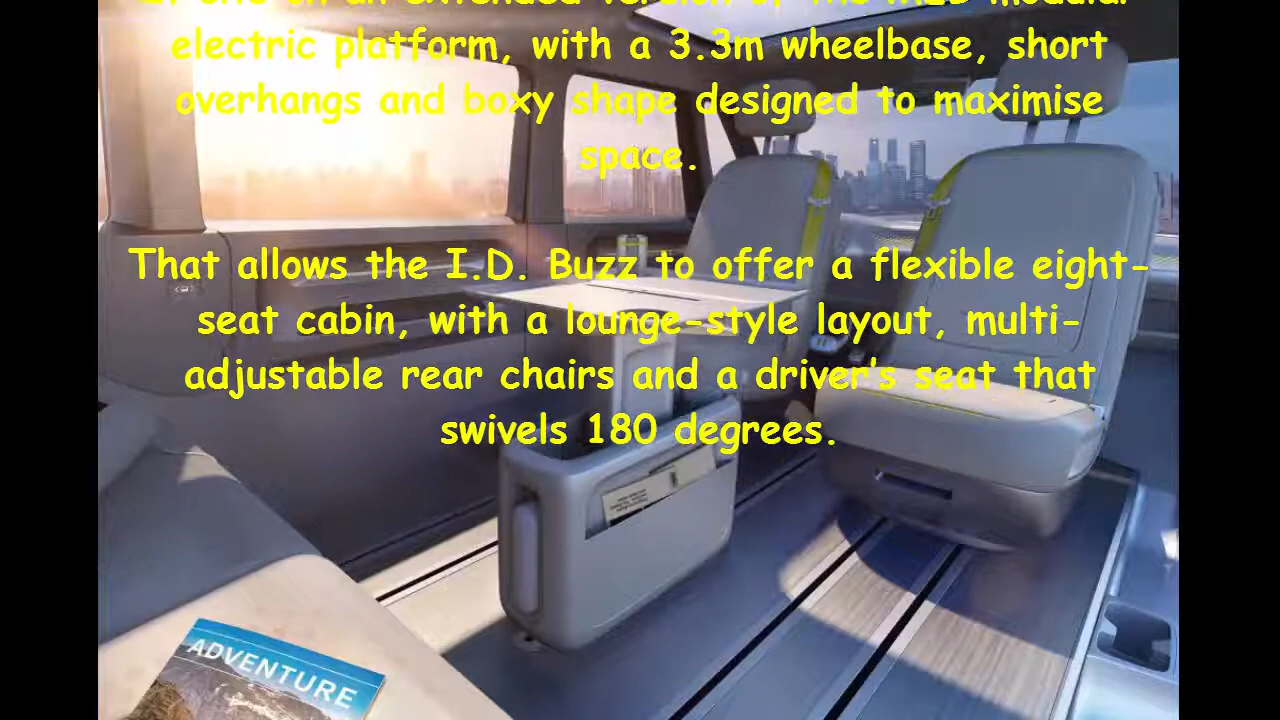 electric platform, with a 3.3m wheelbase, short
overhangs and boxy shape designed to maximise
space.
That allows the I.D. Buzz to offer a flexible eight-
seat cabin, with a lounge-style layout, multi-
adjustable rear chairs and a driver's seat that
swivels 180 degrees.
ADVENTURE